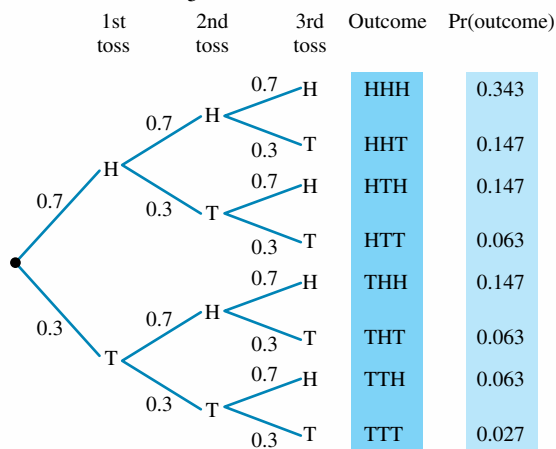 1st 2nd 3rd Outcome Pr(outcome)
toss toss toss
0.7 H HHH 0.343
0.7 H
0.3 T HHT 0.147
H
0.7 H HTH 0.147
0.7
0.3 T
0.3 T HTT 0.063
0.7 H THH 0.147
0.3 0.7 H
0.3 T THT 0.063
T
0.7 H TTH 0.063
0.3 T
0.3 T TTT 0.027